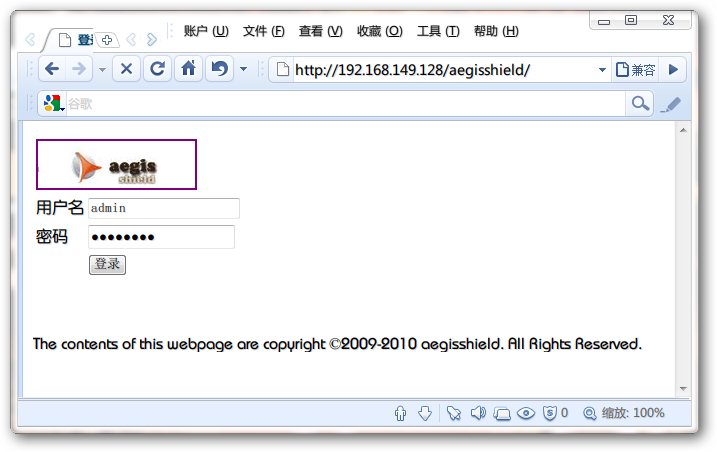 账户 (U) 文件 (F) 查看 (V) 收藏 (O) 工具 (T) 帮助 (H)
http://192.168.149.128/aegisshield/ 兼容
谷歌
aegis
shield
用户名 admin
密码 ●●●●●●●●
登录
The contents of this webpage are copyright ©2009-2010 aegisshield. All Rights Reserved.
0 缩放: 100%